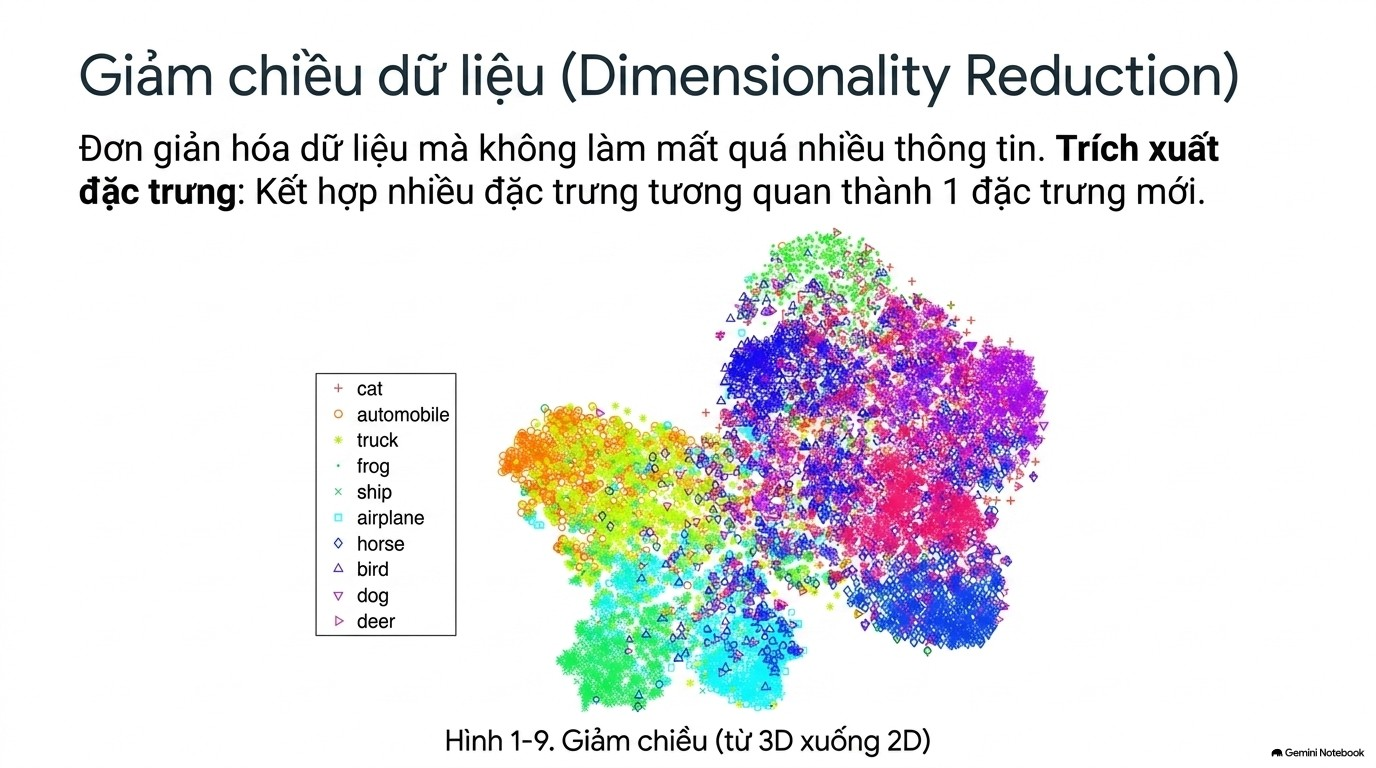 Giảm chiều dữ liệu (Dimensionality Reduction)
Đơn giản hóa dữ liệu mà không làm mất quá nhiều thông tin. Trích xuất
đặc trưng: Kết hợp nhiều đặc trưng tương quan thành 1 đặc trưng mới.
cat
automobile
truck
frog
ship
airplane
horse
bird
dog
deer
Hình 1-9. Giảm chiều (từ 3D xuống 2D)
Gemini Notebook